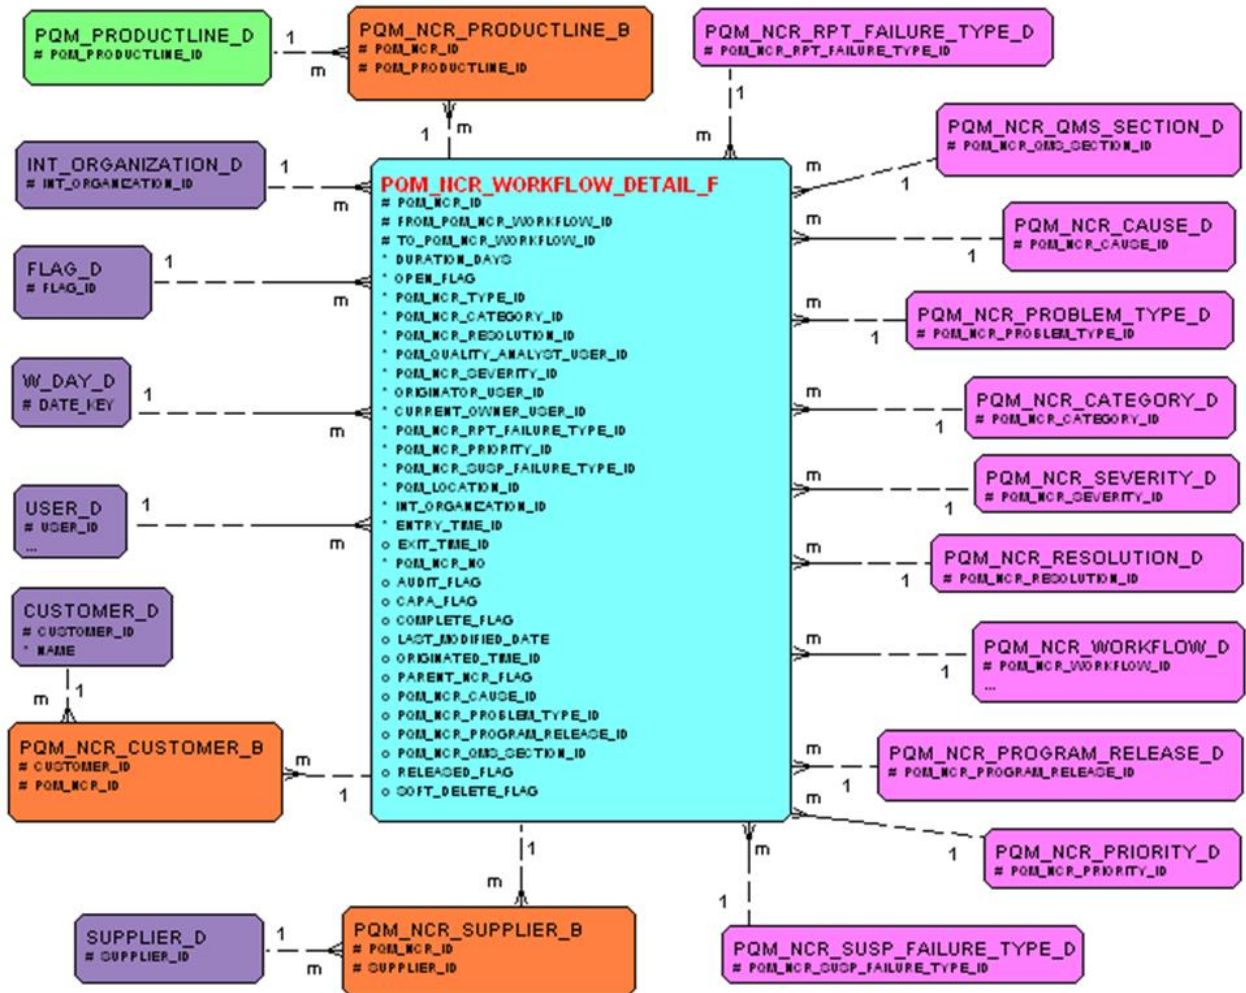 PQM_PRODUCTLINE_D
# PQM_PRODUCTLINE_ID
1
m
PQM_NCR_PRODUCTLINE_B
# PQM_NCR_ID
# PQM_PRODUCTLINE_ID
1
m
PQM_NCR_RPT_FAILURE_TYPE_D
# PQM_NCR_RPT_FAILURE_TYPE_ID
1
m
INT_ORGANIZATION_D
# INT_ORGANIZATION_ID
1
m
FLAG_D
# FLAG_ID
1
m
W_DAY_D
# DATE_KEY
1
m
USER_D
# USER_ID
...
1
m
CUSTOMER_D
# CUSTOMER_ID
* NAME
1
m
PQM_NCR_CUSTOMER_B
# CUSTOMER_ID
# PQM_NCR_ID
m
1
PQM_NCR_WORKFLOW_DETAIL_F
# PQM_NCR_ID
# FROM_PQM_NCR_WORKFLOW_ID
# TO_PQM_NCR_WORKFLOW_ID
* DURATION_DAYS
* OPEN_FLAG
* PQM_NCR_TYPE_ID
* PQM_NCR_CATEGORY_ID
* PQM_NCR_RESOLUTION_ID
* PQM_QUALITY_ANALYST_USER_ID
* PQM_NCR_SEVERITY_ID
* ORIGINATOR_USER_ID
* CURRENT_OWNER_USER_ID
* PQM_NCR_RPT_FAILURE_TYPE_ID
* PQM_NCR_PRIORITY_ID
* PQM_NCR_SUSP_FAILURE_TYPE_ID
* PQM_LOCATION_ID
* INT_ORGANIZATION_ID
* ENTRY_TIME_ID
o EXIT_TIME_ID
* PQM_NCR_NO
o AUDIT_FLAG
o CAPA_FLAG
o COMPLETE_FLAG
o LAST_MODIFIED_DATE
o ORIGINATED_TIME_ID
o PARENT_NCR_FLAG
o PQM_NCR_CAUSE_ID
o PQM_NCR_PROBLEM_TYPE_ID
o PQM_NCR_PROGRAM_RELEASE_ID
o PQM_NCR_QMS_SECTION_ID
o RELEASED_FLAG
o SOFT_DELETE_FLAG
m
1
PQM_NCR_QMS_SECTION_D
# PQM_NCR_QMS_SECTION_ID
m
1
PQM_NCR_CAUSE_D
# PQM_NCR_CAUSE_ID
m
1
PQM_NCR_PROBLEM_TYPE_D
# PQM_NCR_PROBLEM_TYPE_ID
m
1
PQM_NCR_CATEGORY_D
# PQM_NCR_CATEGORY_ID
m
1
PQM_NCR_SEVERITY_D
# PQM_NCR_SEVERITY_ID
m
1
PQM_NCR_RESOLUTION_D
# PQM_NCR_RESOLUTION_ID
m
1
PQM_NCR_WORKFLOW_D
# PQM_NCR_WORKFLOW_ID
...
m
1
PQM_NCR_PROGRAM_RELEASE_D
# PQM_NCR_PROGRAM_RELEASE_ID
m
1
PQM_NCR_PRIORITY_D
# PQM_NCR_PRIORITY_ID
1
m
SUPPLIER_D
# SUPPLIER_ID
1
m
PQM_NCR_SUPPLIER_B
# PQM_NCR_ID
# SUPPLIER_ID
m
1
PQM_NCR_SUSP_FAILURE_TYPE_D
# PQM_NCR_SUSP_FAILURE_TYPE_ID